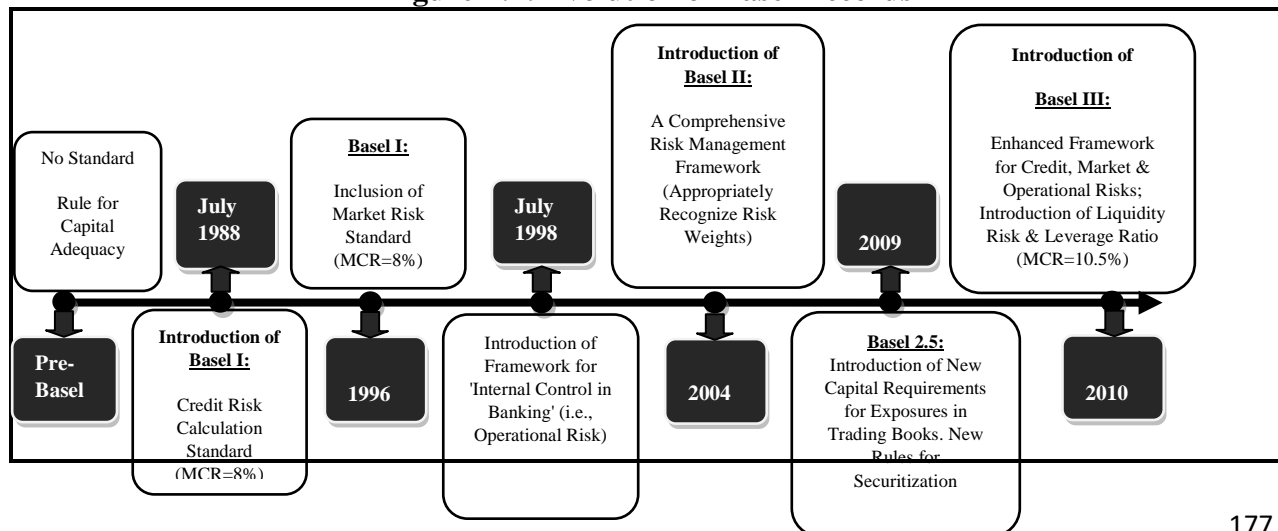 No Standard
Rule for
Capital
Adequacy
Pre-
Basel
July
1988
Introduction of
Basel I:
Credit Risk
Calculation
Standard
(MCR=8%)
Basel I:
Inclusion of
Market Risk
Standard
(MCR=8%)
1996
July
1998
Introduction of
Framework for
'Internal Control in
Banking' (i.e.,
Operational Risk)
Introduction of
Basel II:
A Comprehensive
Risk Management
Framework
(Appropriately
Recognize Risk
Weights)
2004
2009
Basel 2.5:
Introduction of New
Capital Requirements
for Exposures in
Trading Books. New
Rules for
Securitization
Introduction of
Basel III:
Enhanced Framework
for Credit, Market &
Operational Risks;
Introduction of Liquidity
Risk & Leverage Ratio
(MCR=10.5%)
2010
177